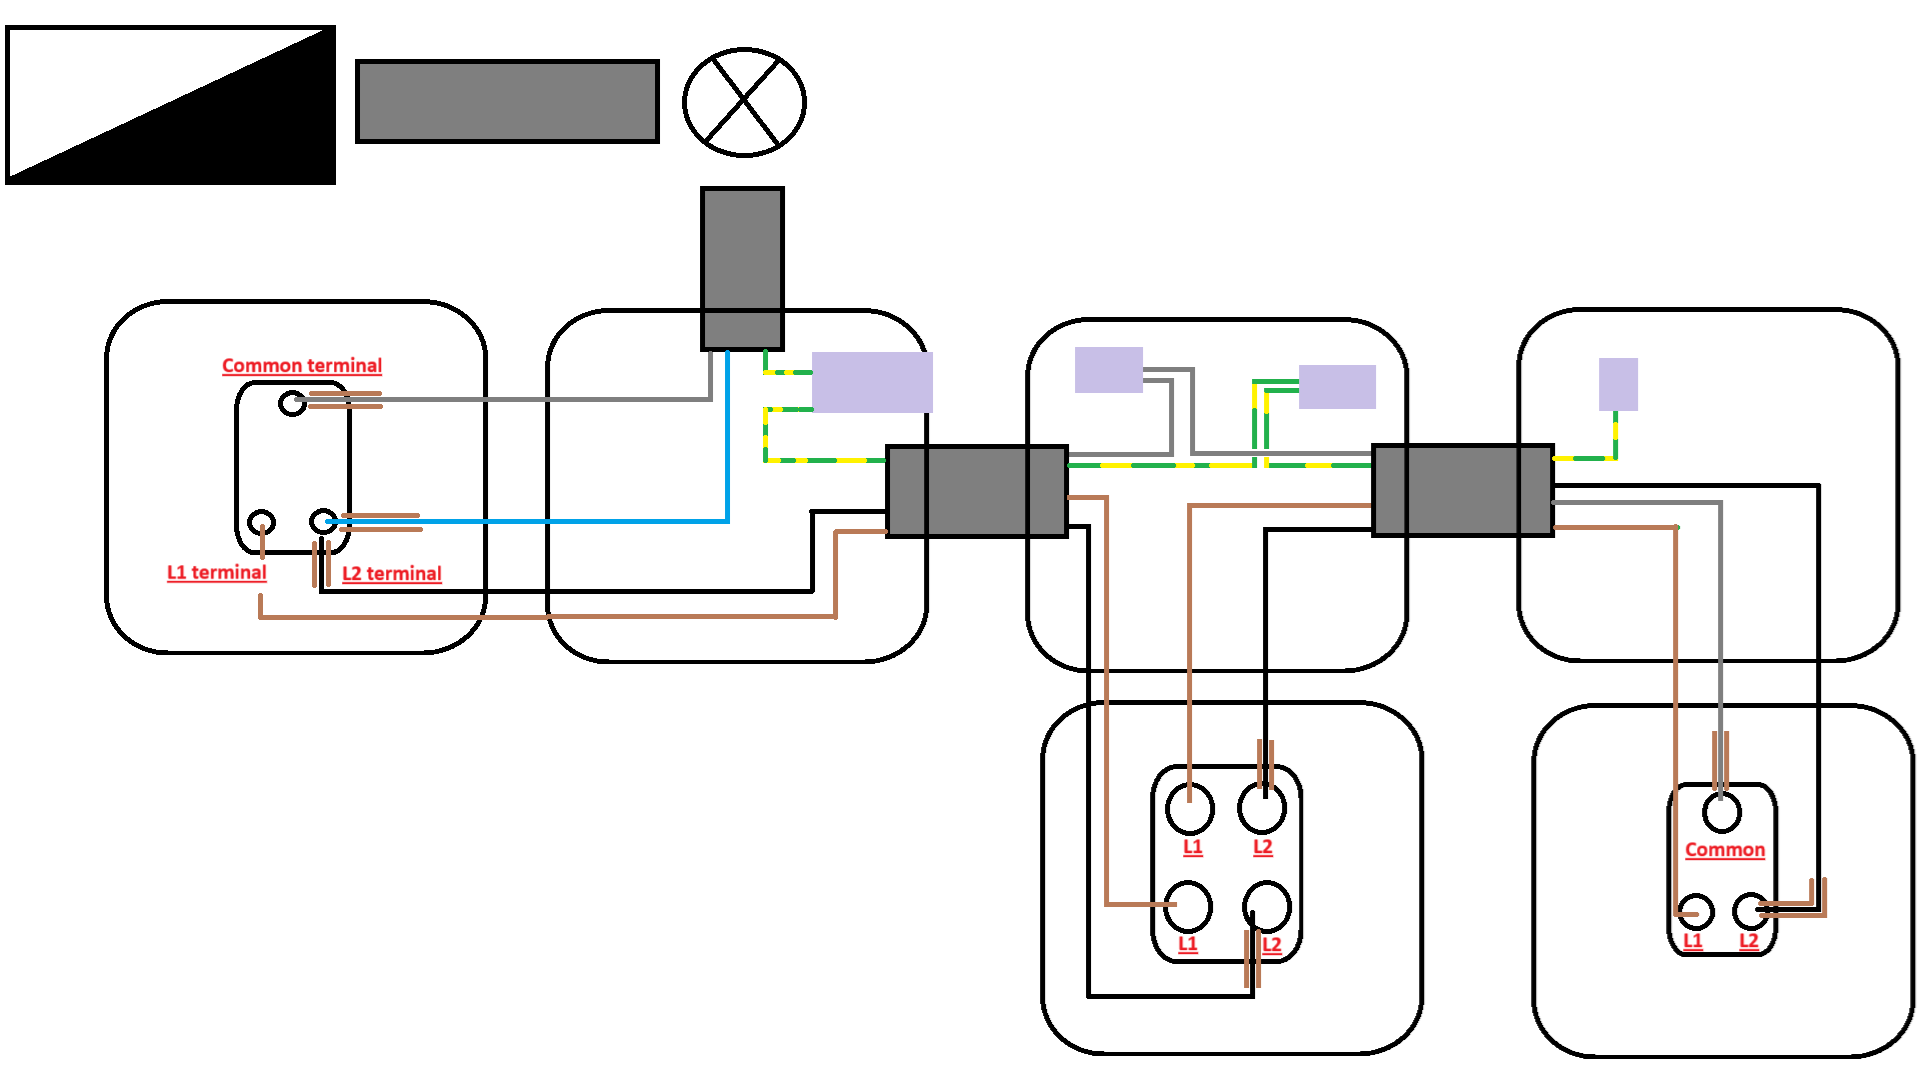 Common terminal
L1 terminal
L2 terminal
L1
L2
L1
L2
Common
L1
L2